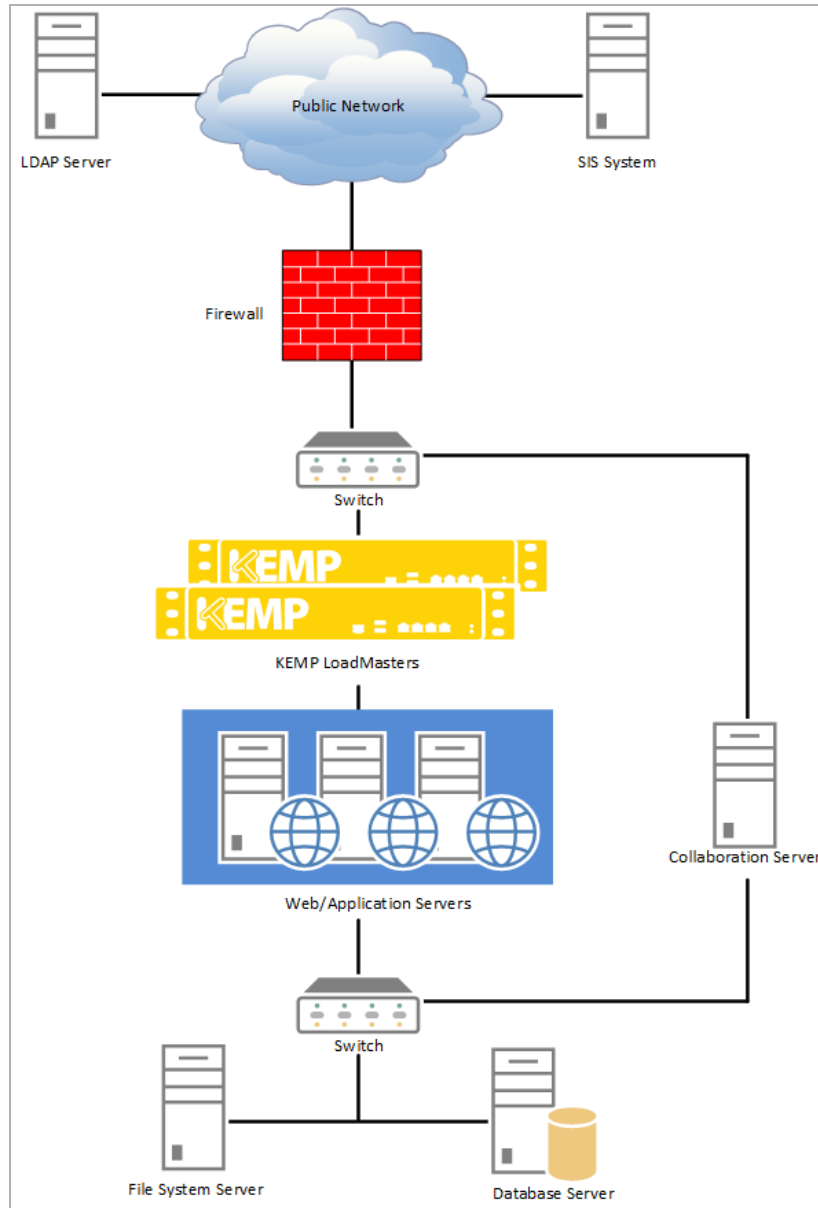 Public Network
LDAP Server
SIS System
Firewall
Switch
KEMP
KEMP
KEMP LoadMasters
Web/Application Servers
Collaboration Server
Switch
File System Server
Database Server